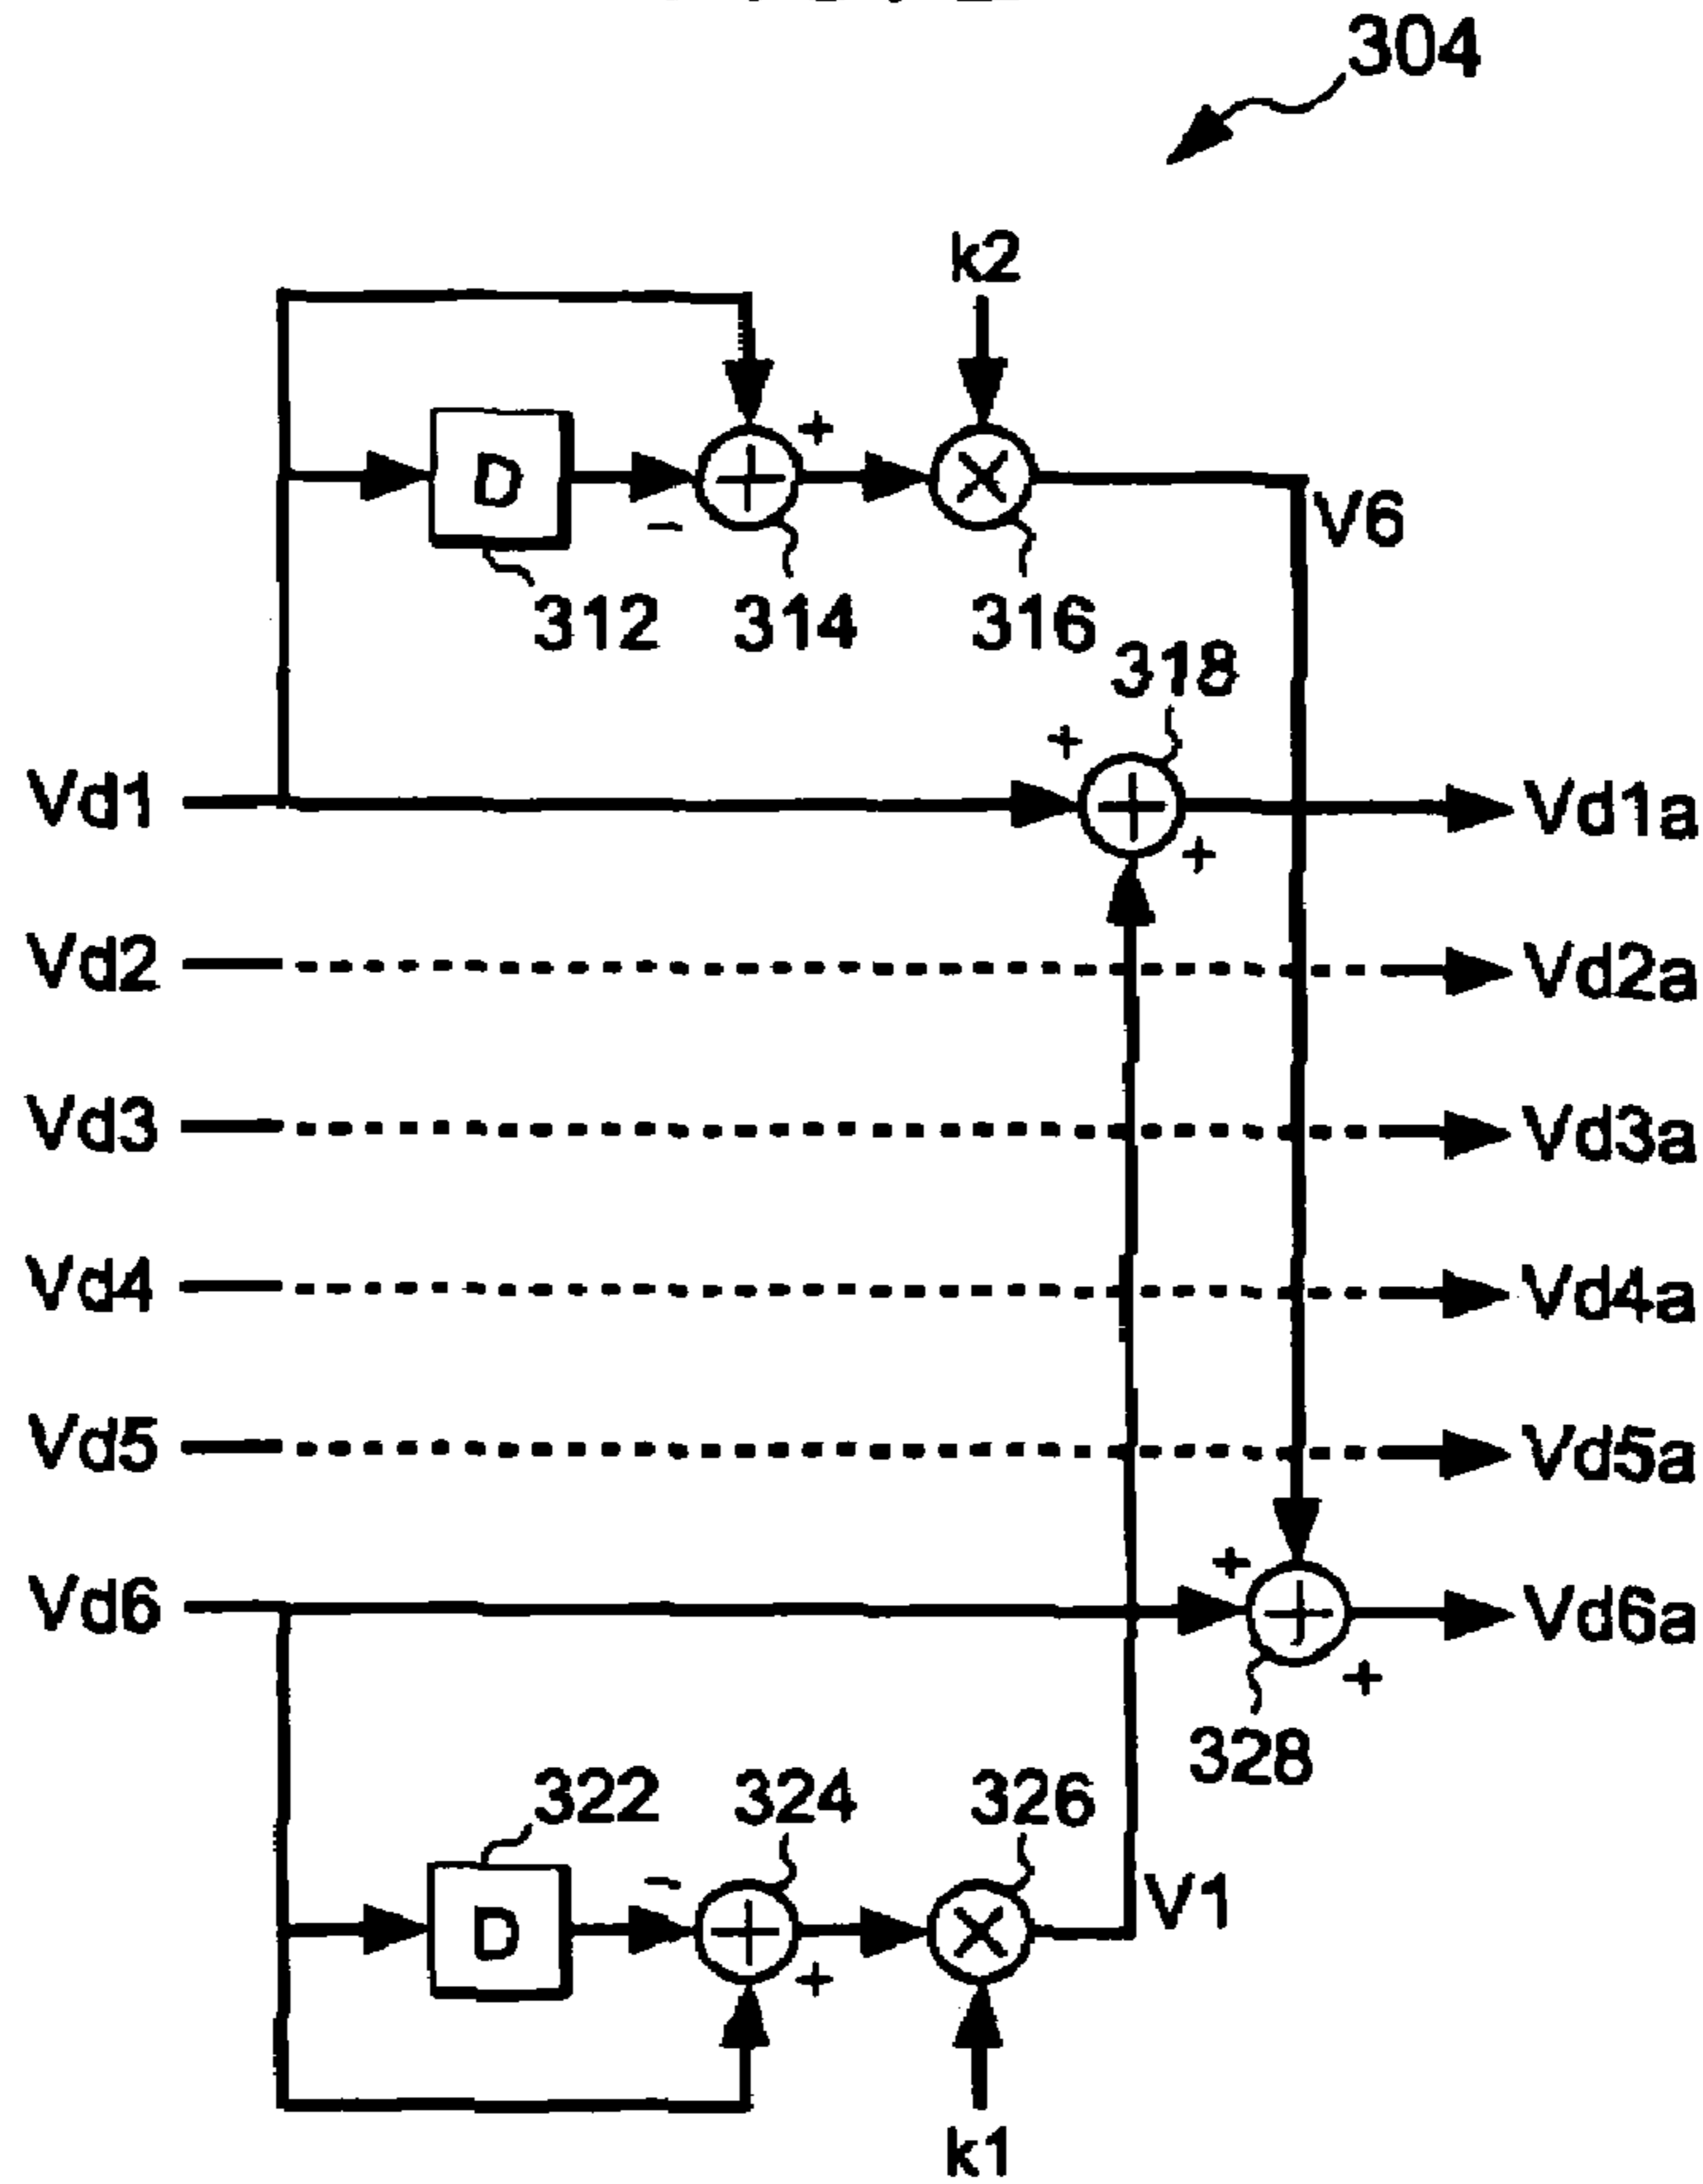 304
k2
+
D
-
V6
312 314 316
318
+
Vd1 Vd1a
+
Vd2 Vd2a
Vd3 Vd3a
Vd4 Vd4a
Vd5 Vd5a
+
Vd6 Vd6a
+
328
322 324 326
-
V1
D
+
k1